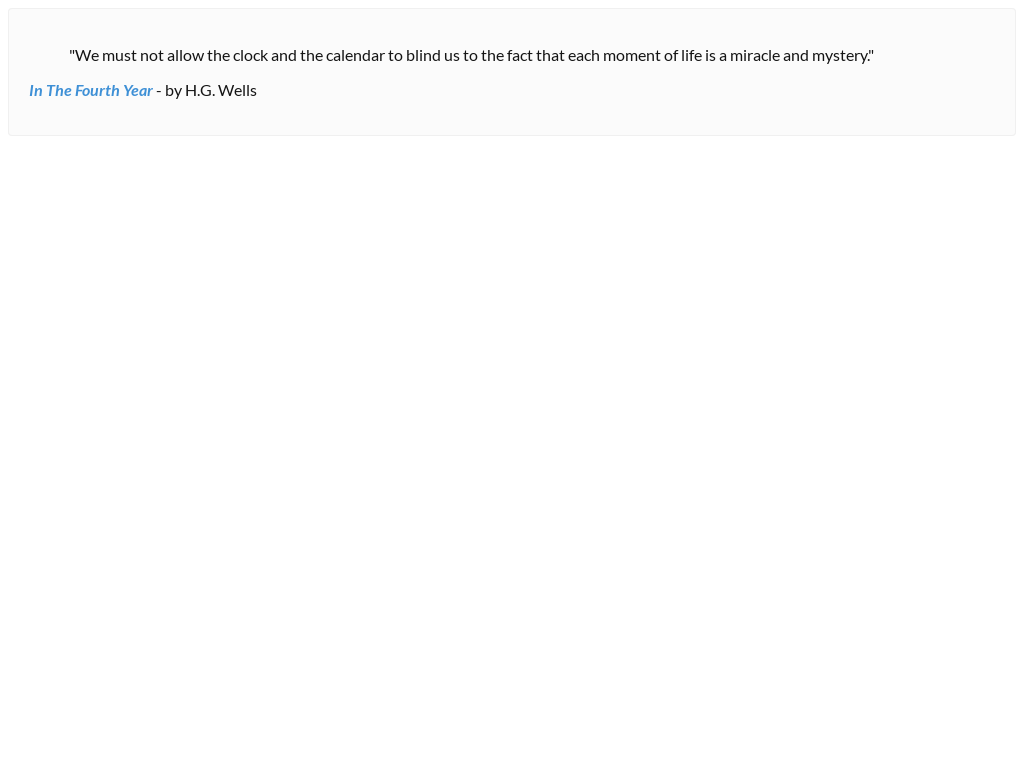 "We must not allow the clock and the calendar to blind us to the fact that each moment of life is a miracle and mystery."
In The Fourth Year - by H.G. Wells